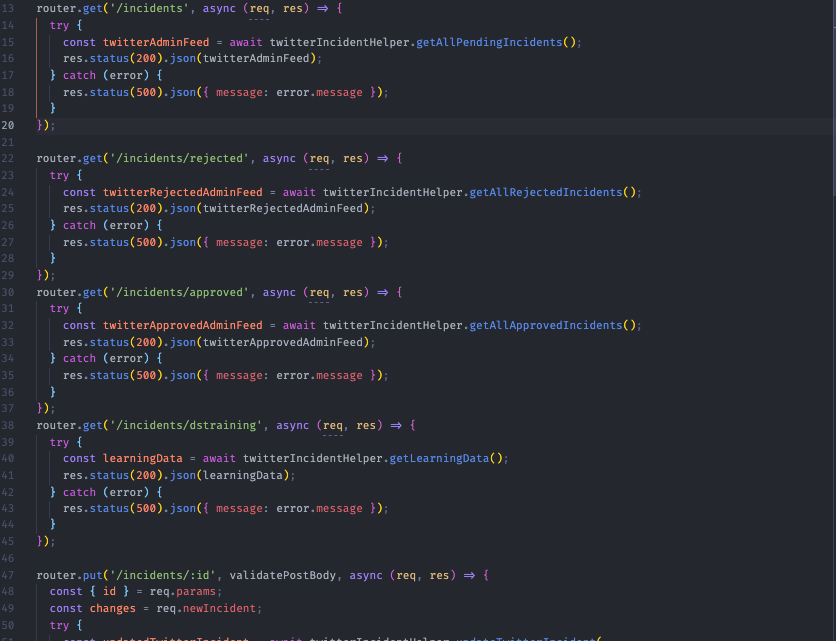 13 router.get('/incidents', async (req, res) => {
14 try {
15 const twitterAdminFeed = await twitterIncidentHelper.getAllPendingIncidents();
16 res.status(200).json(twitterAdminFeed);
17 } catch (error) {
18 res.status(500).json({ message: error.message });
19 }
20 });
21
22 router.get('/incidents/rejected', async (req, res) => {
23 try {
24 const twitterRejectedAdminFeed = await twitterIncidentHelper.getAllRejectedIncidents();
25 res.status(200).json(twitterRejectedAdminFeed);
26 } catch (error) {
27 res.status(500).json({ message: error.message });
28 }
29 });
30 router.get('/incidents/approved', async (req, res) => {
31 try {
32 const twitterApprovedAdminFeed = await twitterIncidentHelper.getAllApprovedIncidents();
33 res.status(200).json(twitterApprovedAdminFeed);
34 } catch (error) {
35 res.status(500).json({ message: error.message });
36 }
37 });
38 router.get('/incidents/dstraining', async (req, res) => {
39 try {
40 const learningData = await twitterIncidentHelper.getLearningData();
41 res.status(200).json(learningData);
42 } catch (error) {
43 res.status(500).json({ message: error.message });
44 }
45 });
46
47 router.put('/incidents/:id', validatePostBody, async (req, res) => {
48 const { id } = req.params;
49 const changes = req.newIncident;
50 try {
51 const updatedTwitterIncident = await twitterIncidentHelper.updateTwitterIncident(